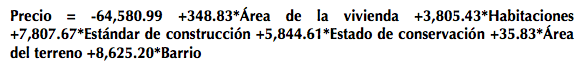 Precio = -64,580.99 +348.83*Área de la vivienda +3,805.43*Habitaciones
+7,807.67*Estándar de construcción +5,844.61*Estado de conservación +35.83*Área
del terreno +8,625.20*Barrio